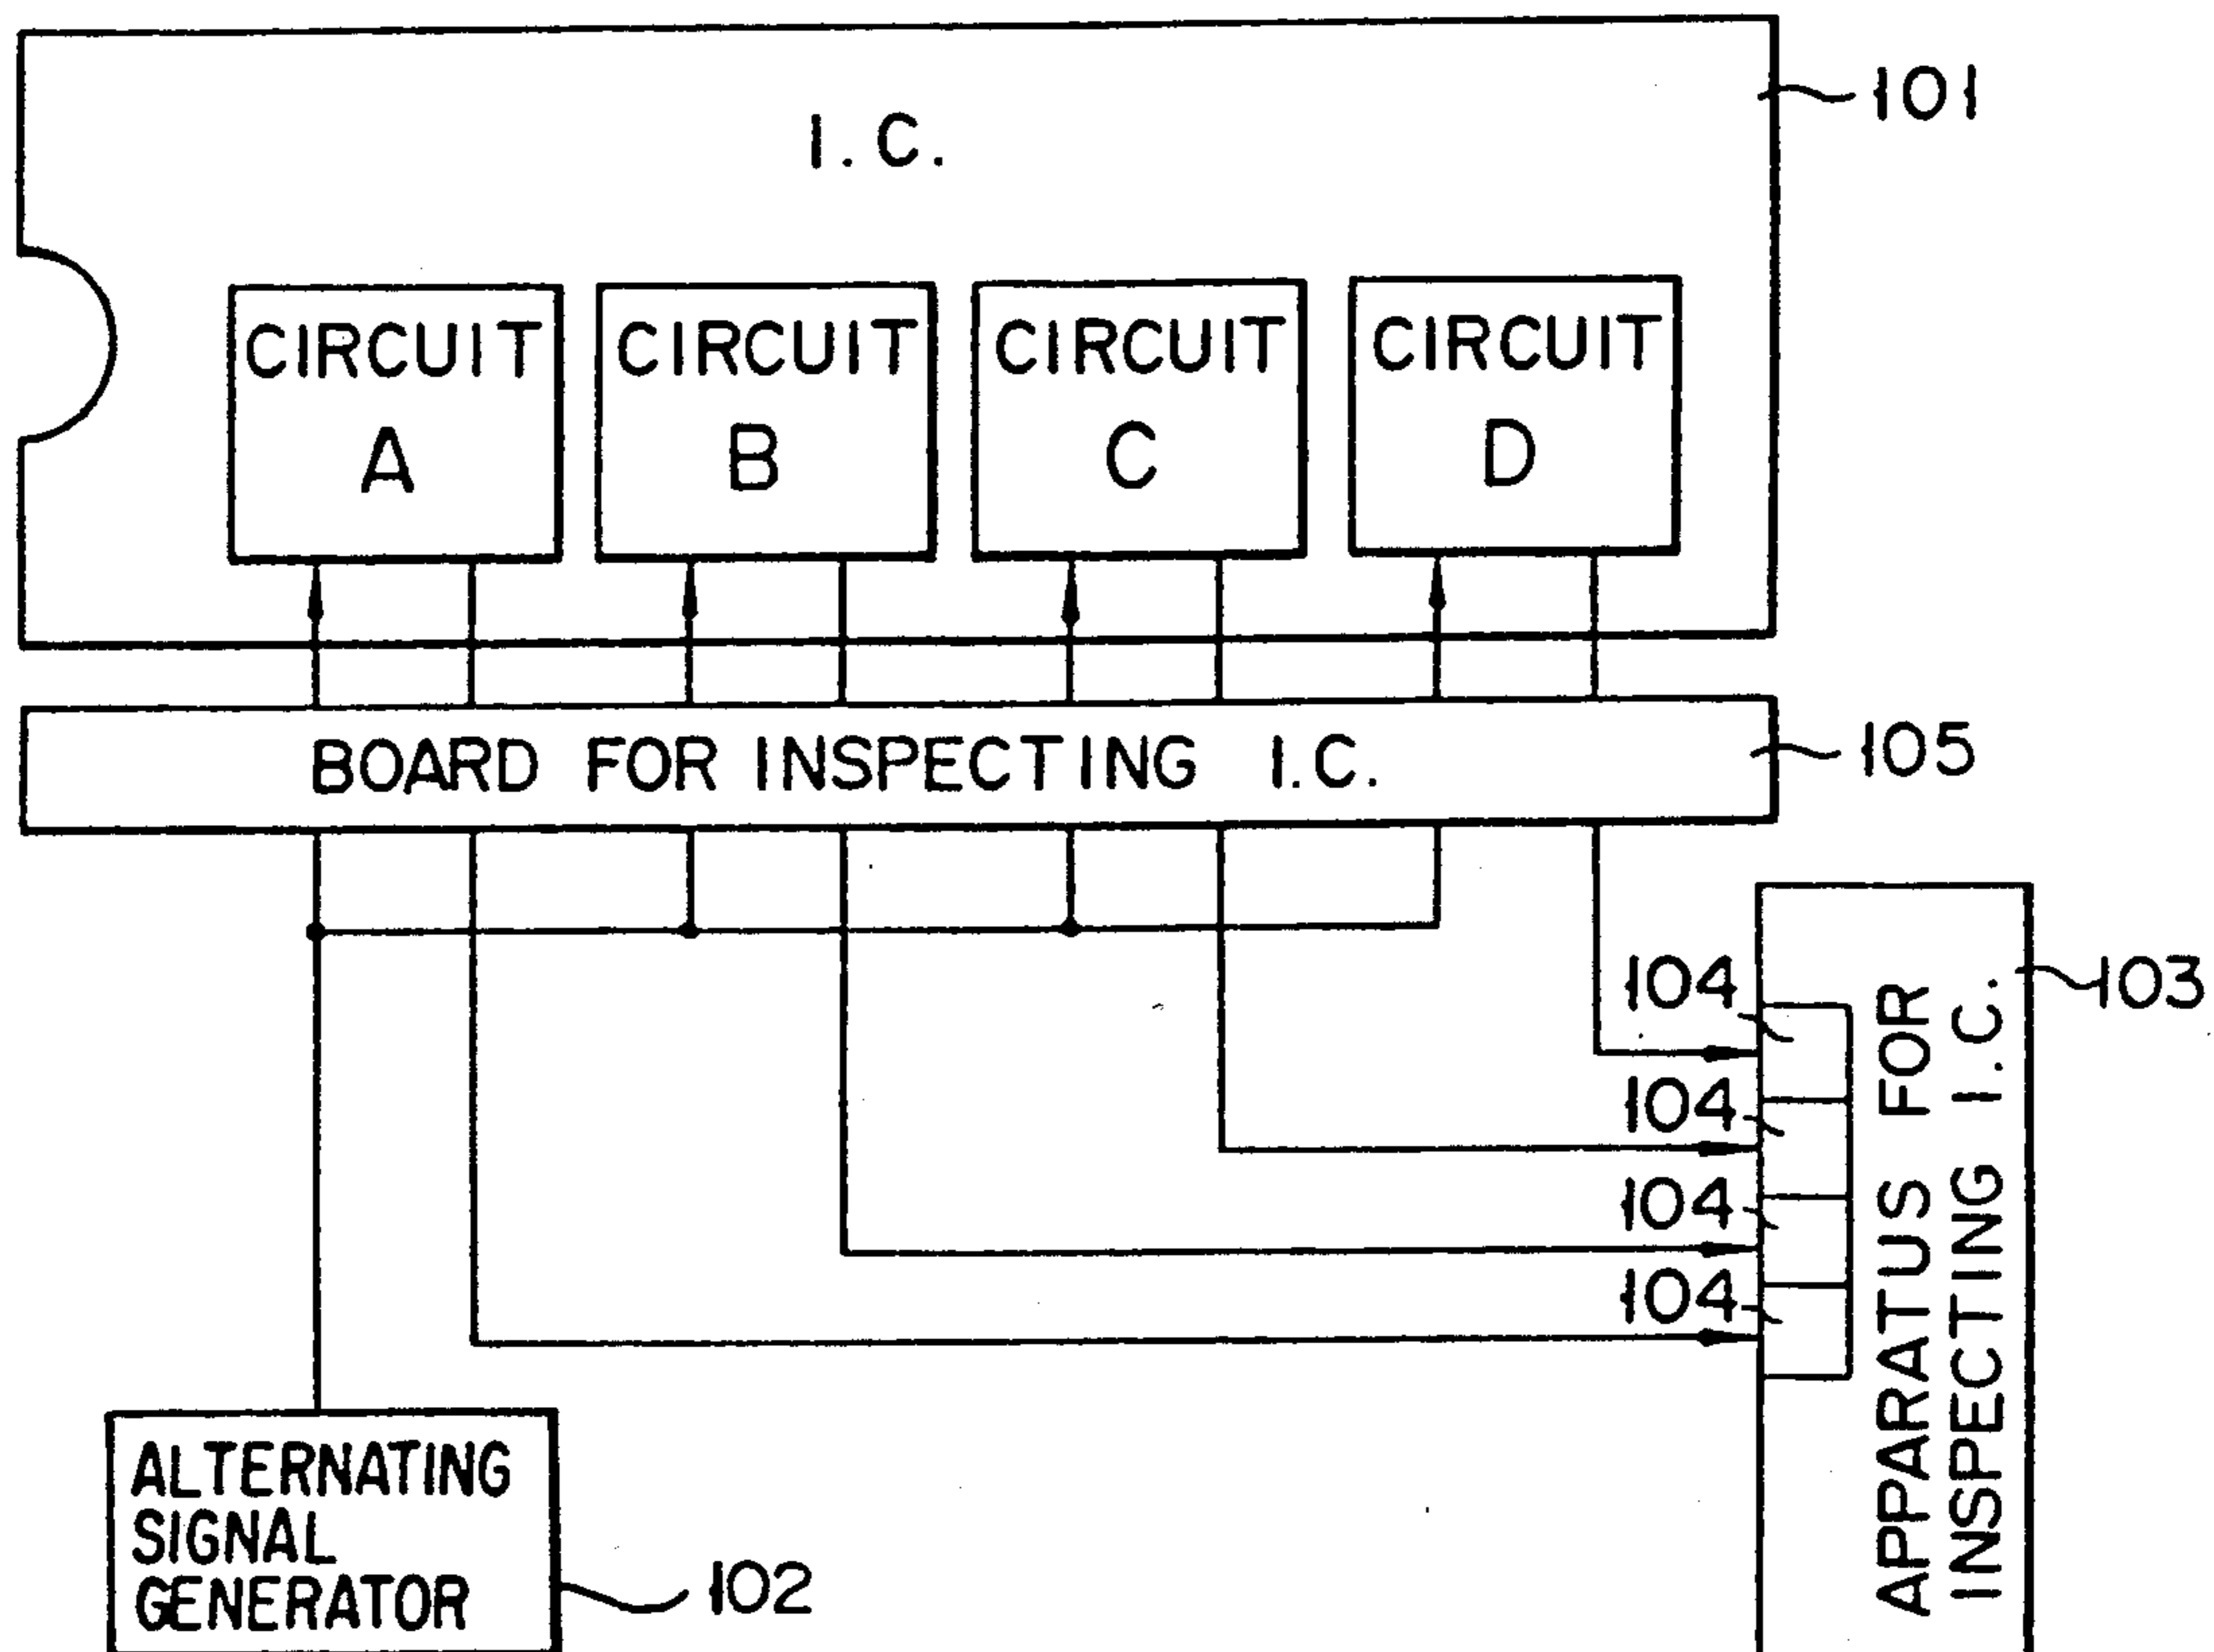 I.C.
101
CIRCUIT
A
CIRCUIT
B
CIRCUIT
C
CIRCUIT
D
BOARD FOR INSPECTING I.C.
105
104
104
104
104
103
APPARATUS FOR
INSPECTING I.C.
ALTERNATING
SIGNAL
GENERATOR
102